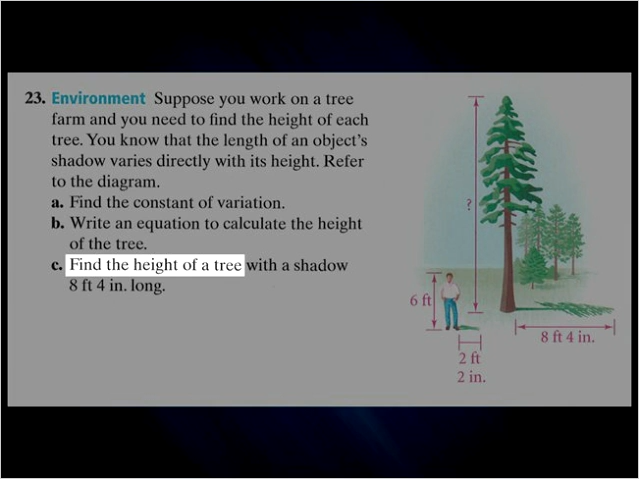 23. Environment Suppose you work on a tree
farm and you need to find the height of each
tree. You know that the length of an object's
shadow varies directly with its height. Refer
to the diagram.
a. Find the constant of variation.
b. Write an equation to calculate the height
of the tree.
c. Find the height of a tree with a shadow
8 ft 4 in. long.
?
6 ft
8 ft 4 in.
2 ft
2 in.